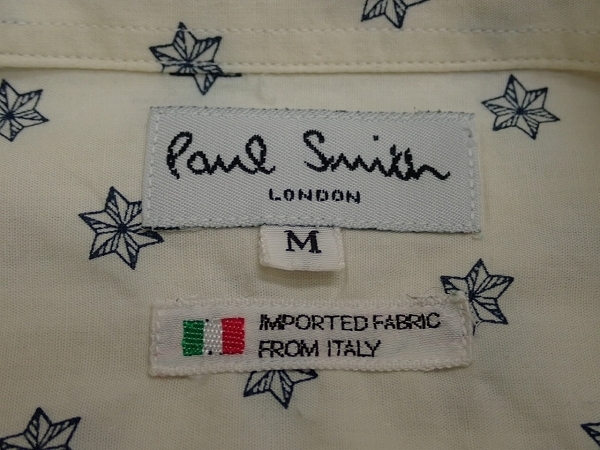 Paul Smith
LONDON
M
IMPORTED FABRIC
FROM ITALY